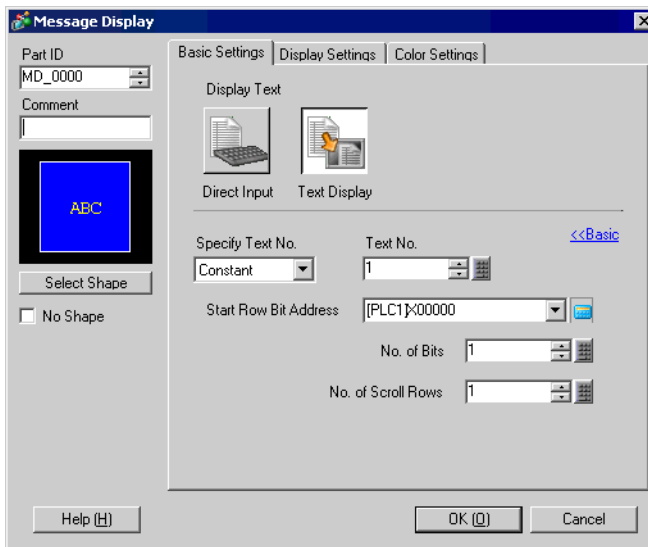 Message Display
Part ID
MD_0000
Comment
ABC
Select Shape
No Shape
Help (H)
Basic Settings Display Settings Color Settings
Display Text
Direct Input Text Display
<<Basic
Specify Text No. Text No.
Constant 1
Start Row Bit Address [PLC1]X00000
No. of Bits 1
No. of Scroll Rows 1
OK (O) Cancel